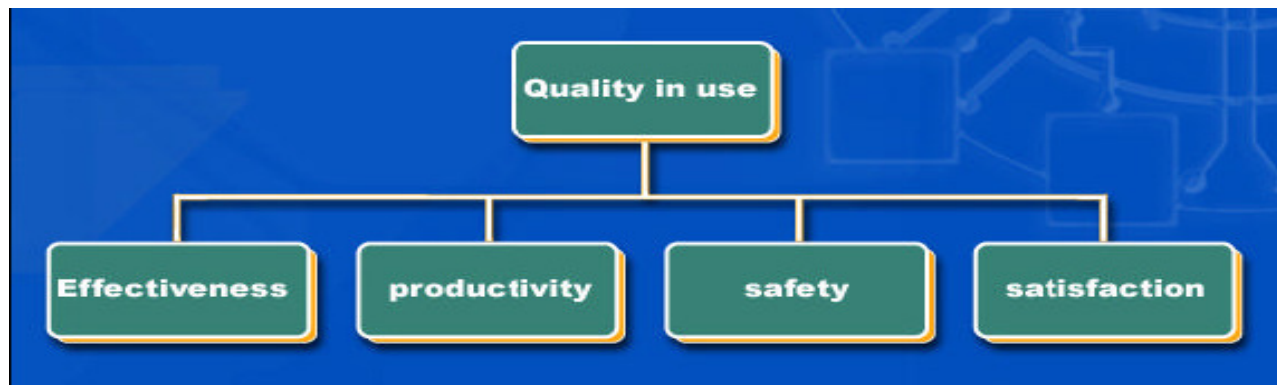 Quality in use
Effectiveness
productivity
safety
satisfaction